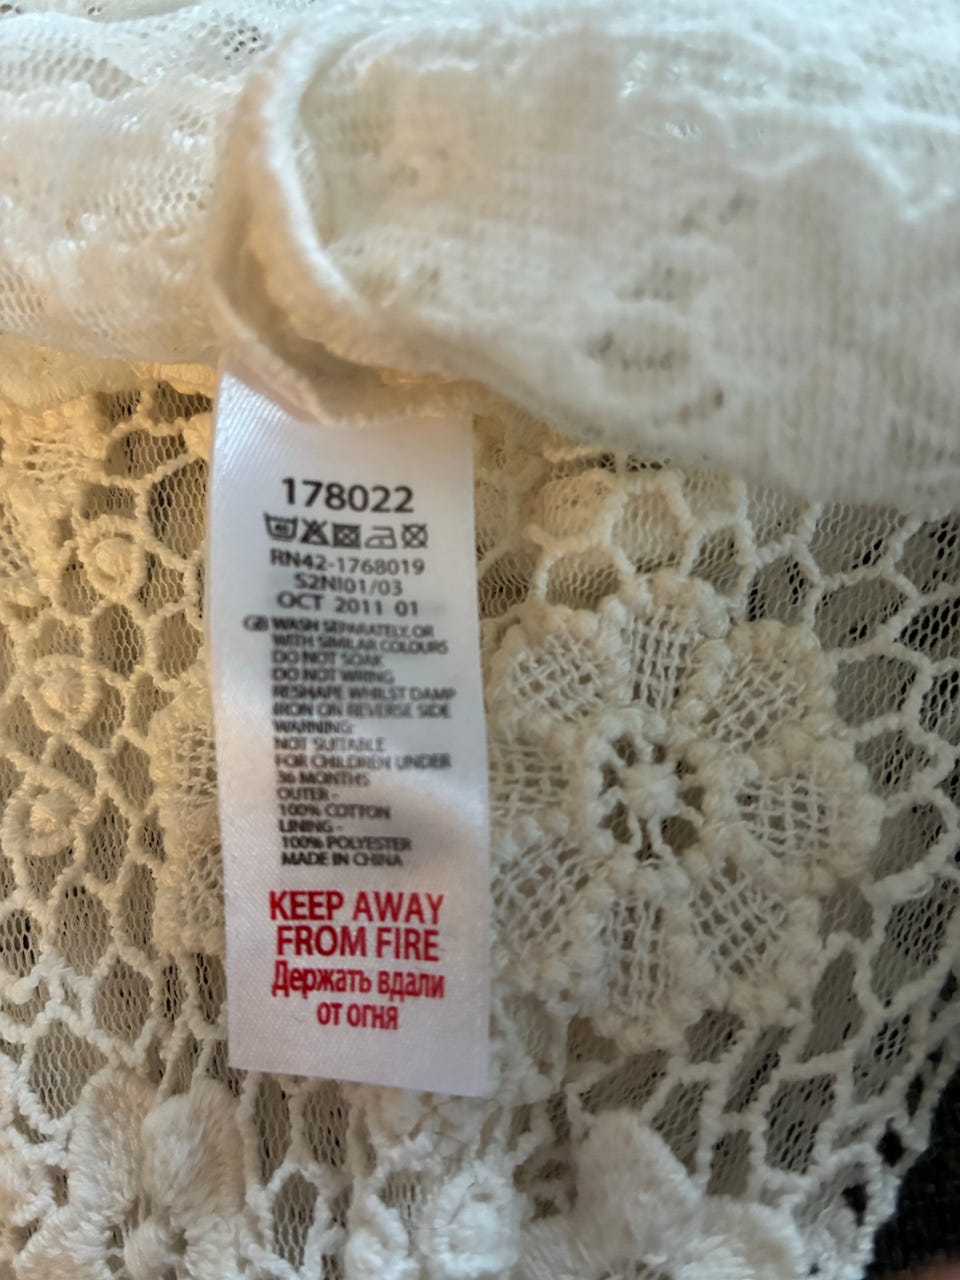 178022
RN42-1768019
S2NI01/03
OCT 2011 01
GB WASH SEPARATELY, OR
WITH SIMILAR COLOURS
DO NOT SOAK
DO NOT WRING
RESHAPE WHILST DAMP
IRON ON REVERSE SIDE
WARNING:
NOT SUITABLE
FOR CHILDREN UNDER
36 MONTHS
OUTER -
100% COTTON
LINING -
100% POLYESTER
MADE IN CHINA
KEEP AWAY
FROM FIRE
Держать вдали
от огня